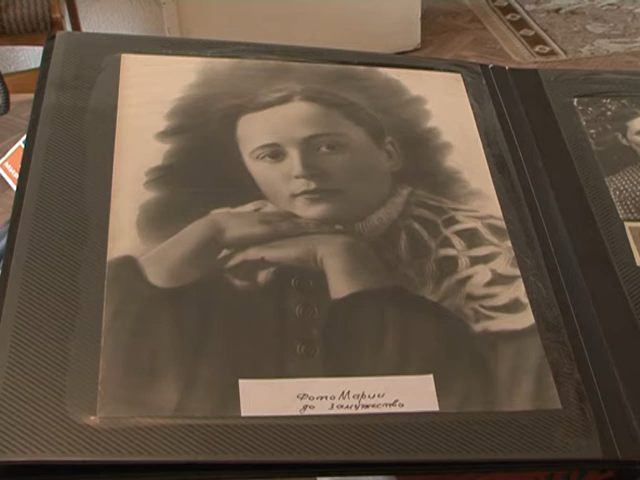 Фото Марии
до замужества